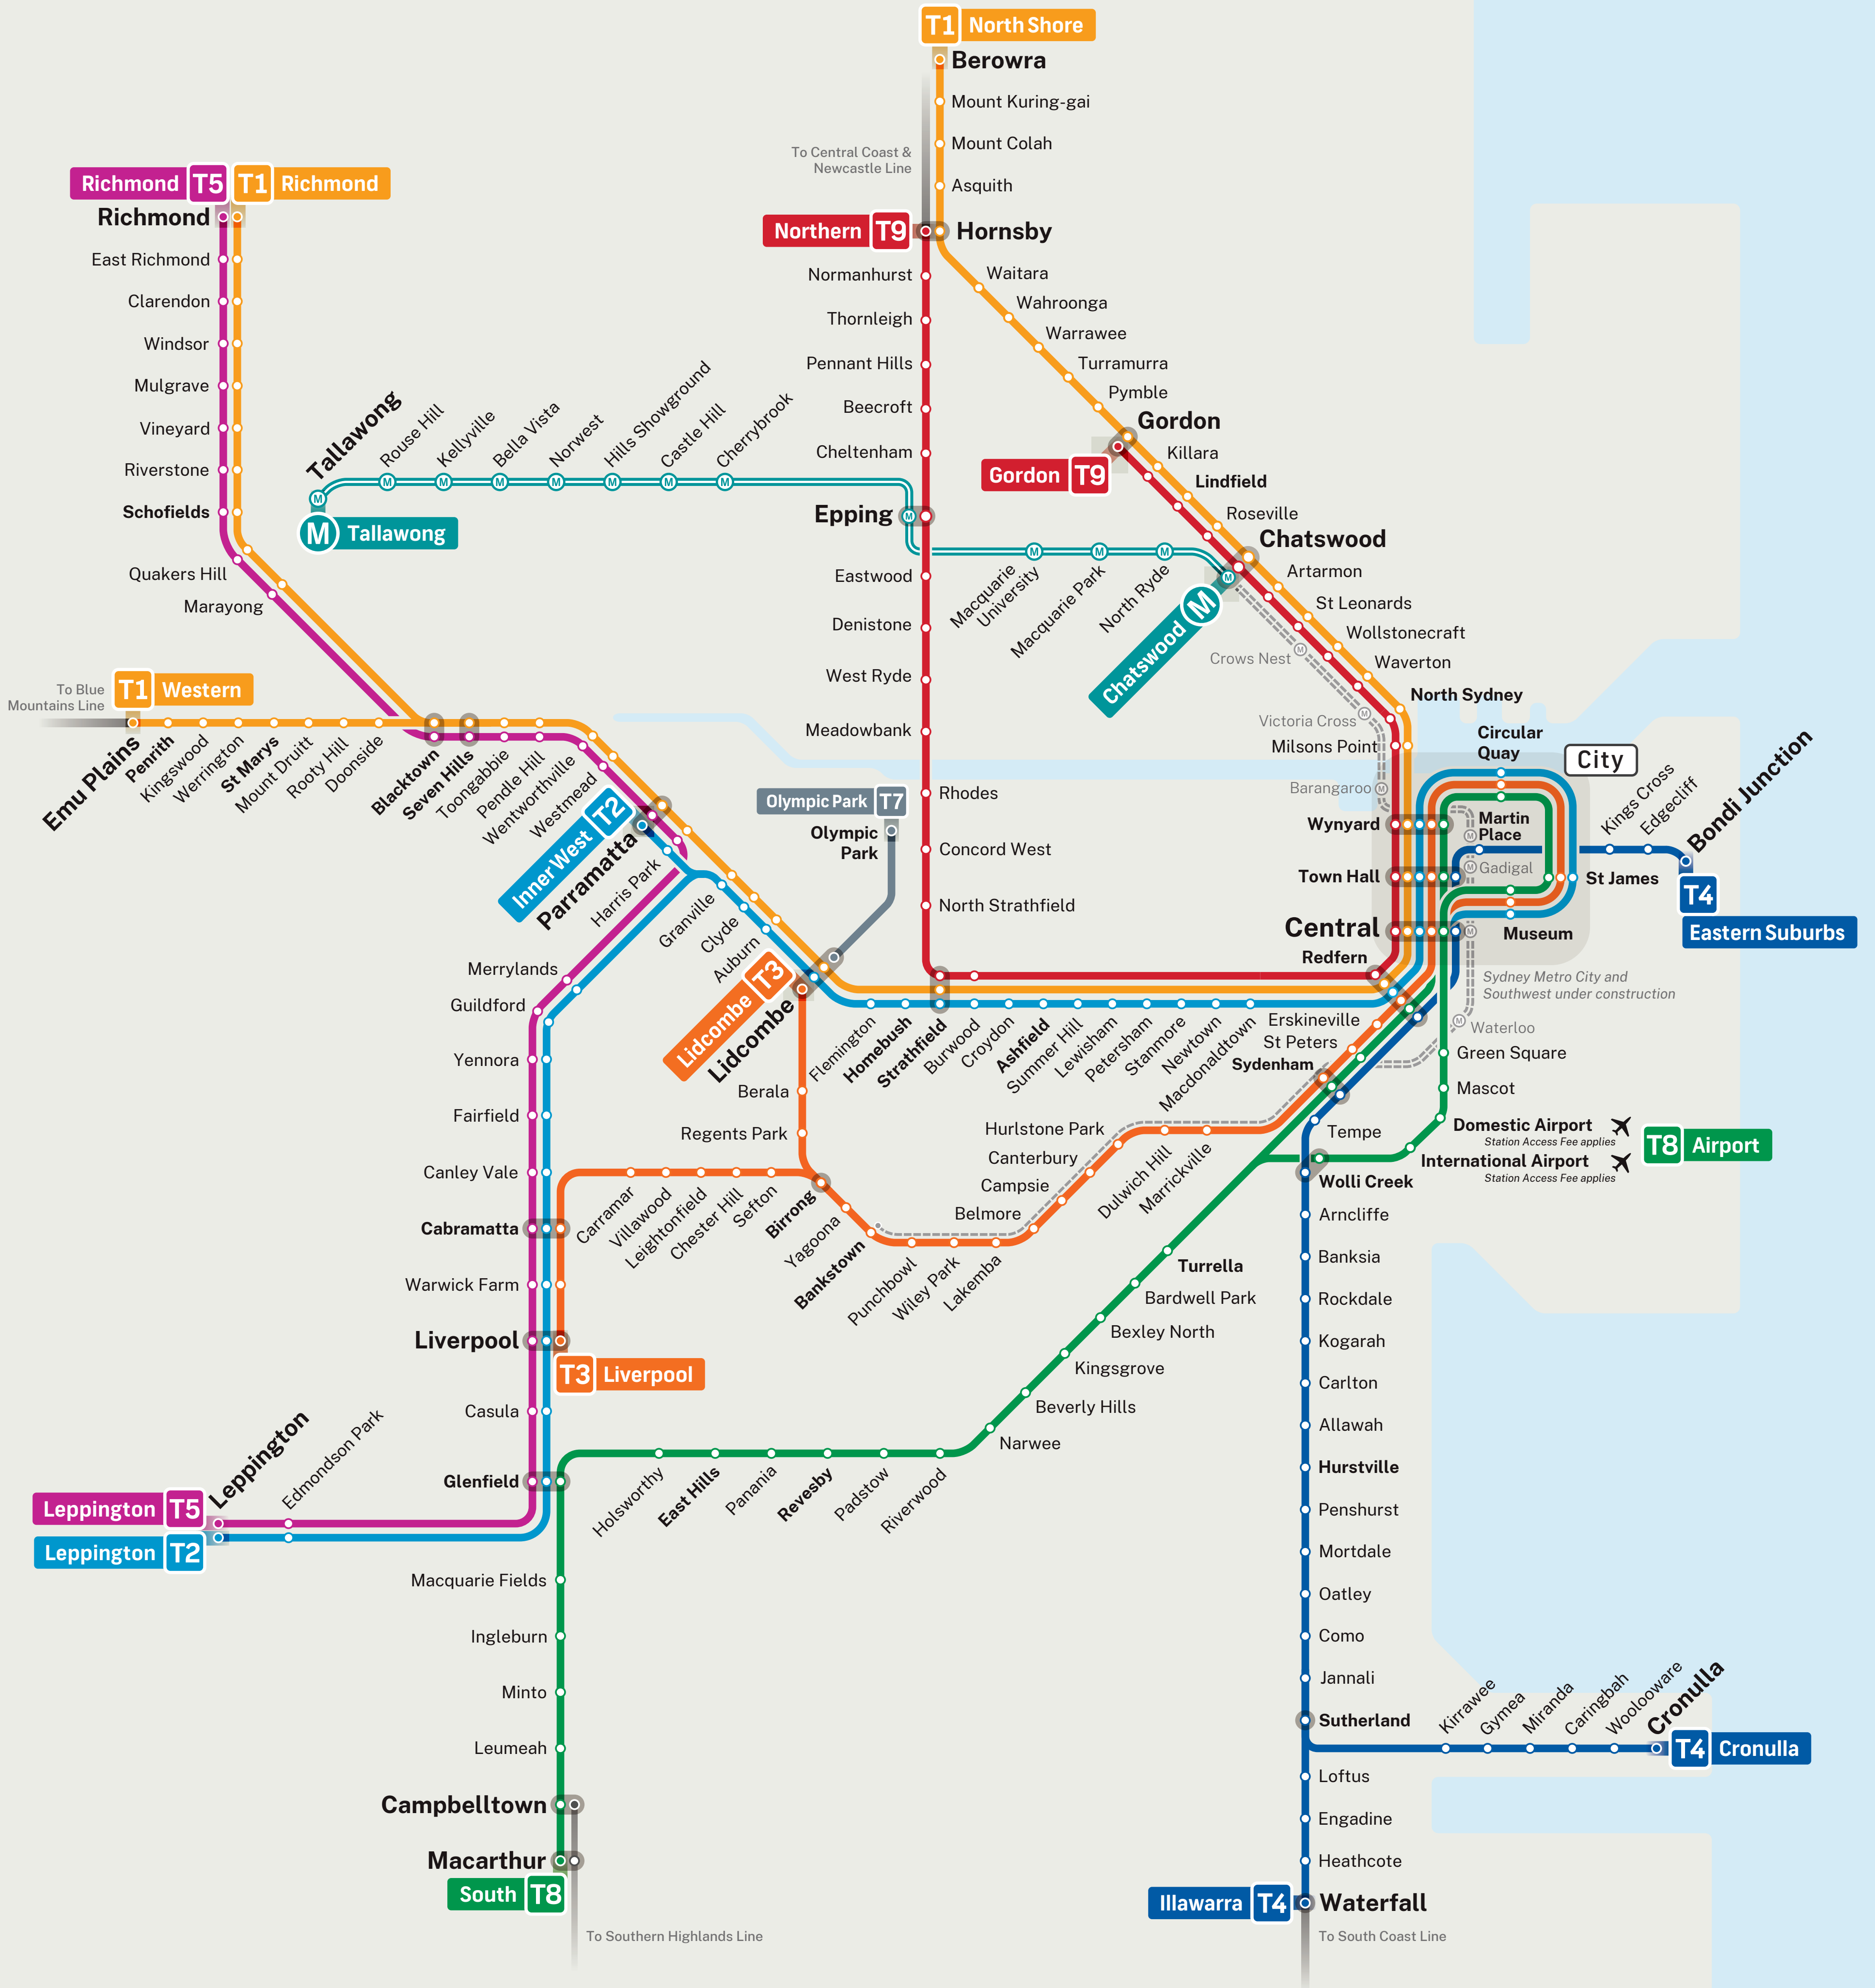 T1 North Shore
Berowra
Mount Kuring-gai
Mount Colah
Asquith
To Central Coast &
Newcastle Line
Northern T9
Hornsby
Richmond T5
T1 Richmond
Richmond
East Richmond
Clarendon
Windsor
Mulgrave
Vineyard
Riverstone
Schofields
Quakers Hill
Marayong
Normanhurst
Thornleigh
Pennant Hills
Beecroft
Cheltenham
Epping
Eastwood
Denistone
West Ryde
Meadowbank
Rhodes
Concord West
North Strathfield
Waitara
Wahroonga
Warrawee
Turramurra
Pymble
Gordon
Gordon T9
Killara
Lindfield
Roseville
Chatswood
Artarmon
St Leonards
Wollstonecraft
Waverton
North Sydney
Milsons Point
Tallawong
M Tallawong
M
Rouse Hill
M
Kellyville
M
Bella Vista
M
Norwest
M
Hills Showground
M
Castle Hill
M
Cherrybrook
M
M
Macquarie
University
M
Macquarie Park
M
North Ryde
M
Chatswood M
M
Crows Nest
M
Victoria Cross
M
Barangaroo
M
To Blue
Mountains Line
T1 Western
Emu Plains
Penrith
Kingswood
Werrington
St Marys
Mount Druitt
Rooty Hill
Doonside
Blacktown
Seven Hills
Toongabbie
Pendle Hill
Wentworthville
Westmead
Inner West T2
Parramatta
Harris Park
Granville
Clyde
Auburn
Lidcombe T3
Lidcombe
Olympic Park T7
Olympic
Park
Flemington
Homebush
Strathfield
Burwood
Croydon
Ashfield
Summer Hill
Lewisham
Petersham
Stanmore
Newtown
Macdonaldtown
Circular
Quay
City
Wynyard
Martin
Place
M
Gadigal
M
Town Hall
St James
Central
M
Museum
Redfern
Kings Cross
Edgecliff
Bondi Junction
T4
Eastern Suburbs
Sydney Metro City and
Southwest under construction
Waterloo
M
Erskineville
St Peters
Sydenham
Green Square
Mascot
Domestic Airport
Station Access Fee applies
International Airport
Station Access Fee applies
T8 Airport
Tempe
Wolli Creek
Arncliffe
Banksia
Rockdale
Kogarah
Carlton
Allawah
Hurstville
Penshurst
Mortdale
Oatley
Como
Jannali
Sutherland
Loftus
Engadine
Heathcote
Illawarra T4
Waterfall
To South Coast Line
Kirrawee
Gymea
Miranda
Caringbah
Woolooware
Cronulla
T4 Cronulla
Merrylands
Guildford
Yennora
Fairfield
Canley Vale
Cabramatta
Warwick Farm
Liverpool
T3 Liverpool
Casula
Glenfield
Leppington
Edmondson Park
Leppington T5
Leppington T2
Berala
Regents Park
Carramar
Villawood
Leightonfield
Chester Hill
Sefton
Birrong
Yagoona
Bankstown
Punchbowl
Wiley Park
Lakemba
Belmore
Campsie
Canterbury
Hurlstone Park
Dulwich Hill
Marrickville
Turrella
Bardwell Park
Bexley North
Kingsgrove
Beverly Hills
Narwee
Riverwood
Padstow
Revesby
Panania
East Hills
Holsworthy
Macquarie Fields
Ingleburn
Minto
Leumeah
Campbelltown
Macarthur
South T8
To Southern Highlands Line